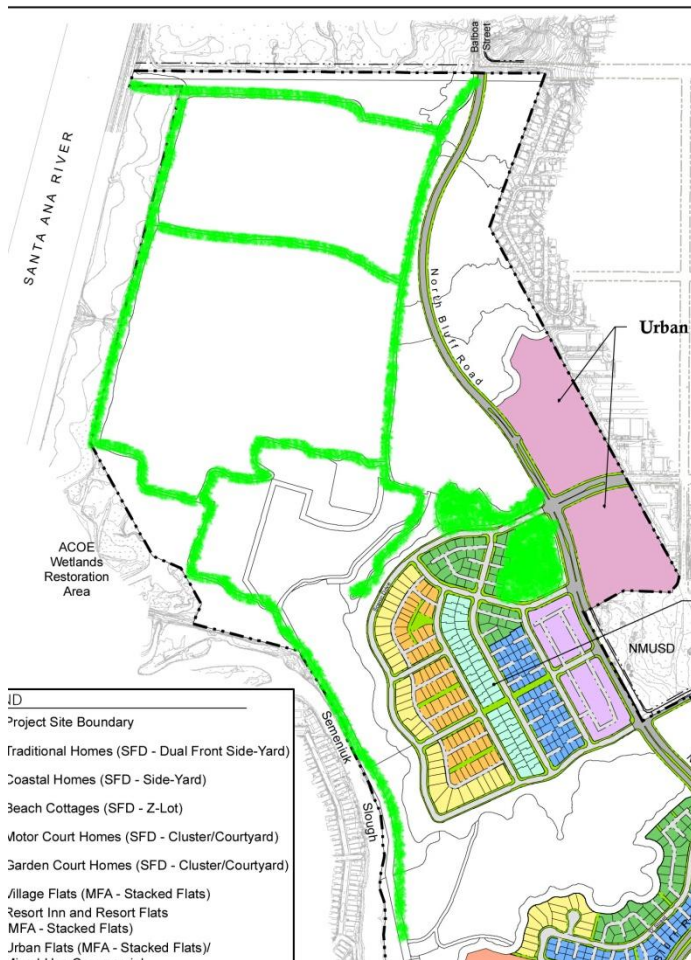 Balboa
Street
SANTA ANA RIVER
North Bluff Road
Urban
ACOE
Wetlands
Restoration
Area
NMUSD
Semeniuk
Slough
ND
Project Site Boundary
Traditional Homes (SFD - Dual Front Side-Yard)
Coastal Homes (SFD - Side-Yard)
Beach Cottages (SFD - Z-Lot)
Motor Court Homes (SFD - Cluster/Courtyard)
Garden Court Homes (SFD - Cluster/Courtyard)
Village Flats (MFA - Stacked Flats)
Resort Inn and Resort Flats
MFA - Stacked Flats)
Urban Flats (MFA - Stacked Flats)/